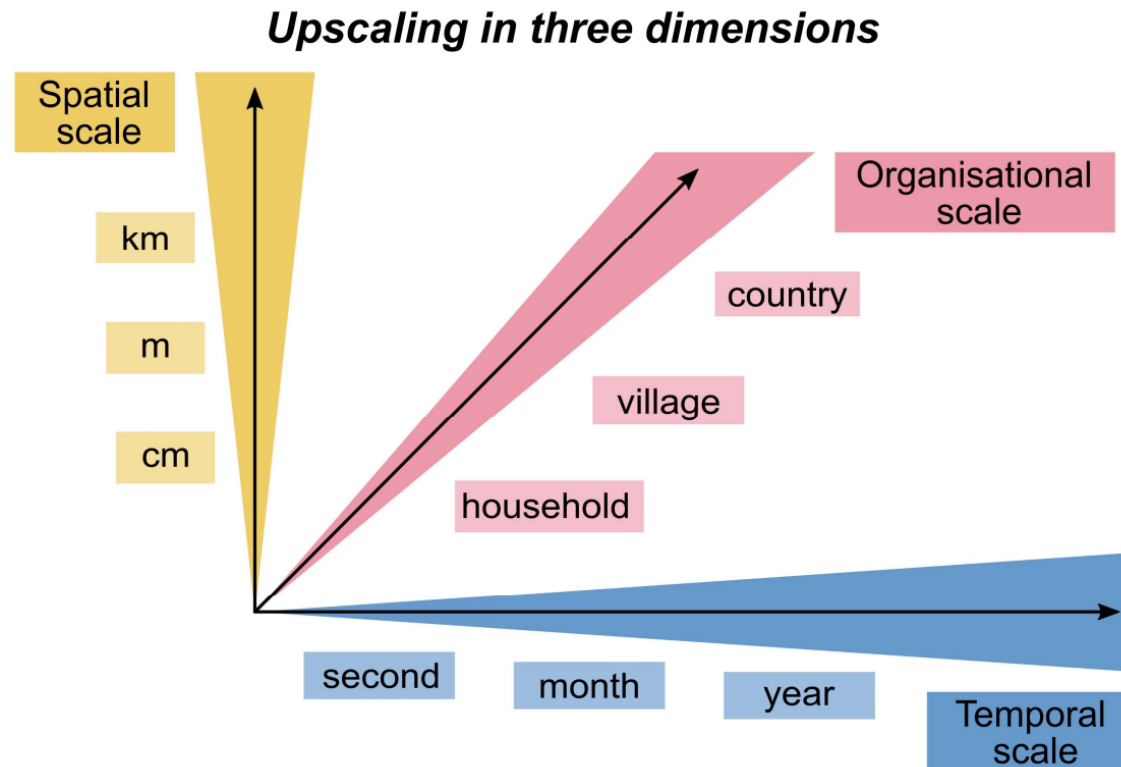 Upscaling in three dimensions
Spatial
scale
km
m
cm
Organisational
scale
country
village
household
second
month
year
Temporal
scale